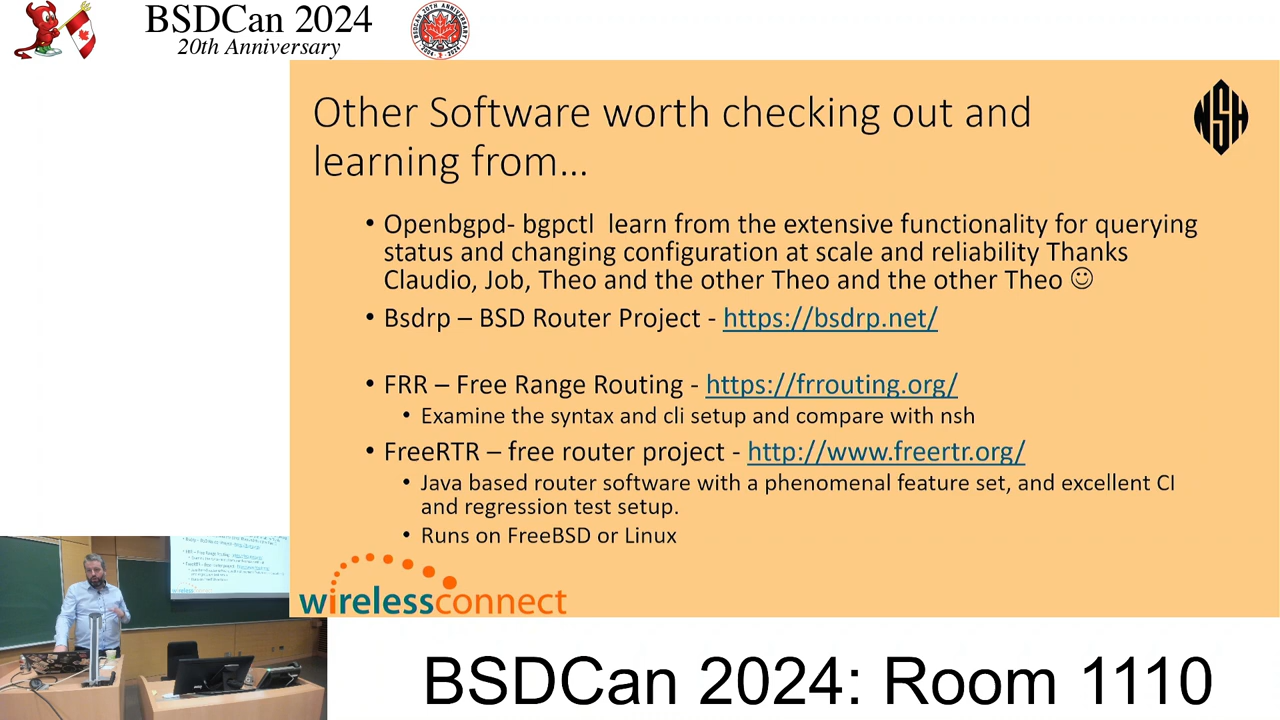 BSDCan 2024
20th Anniversary
Other Software worth checking out and
learning from...
NSH
• Openbgpd- bgpctl learn from the extensive functionality for querying
status and changing configuration at scale and reliability Thanks
Claudio, Job, Theo and the other Theo and the other Theo ☺
• Bsdrp – BSD Router Project - https://bsdrp.net/
• FRR – Free Range Routing - https://frrouting.org/
• Examine the syntax and cli setup and compare with nsh
• FreeRTR – free router project - http://www.freertr.org/
• Java based router software with a phenomenal feature set, and excellent CI
and regression test setup.
• Runs on FreeBSD or Linux
wirelessconnect
BSDCan 2024: Room 1110